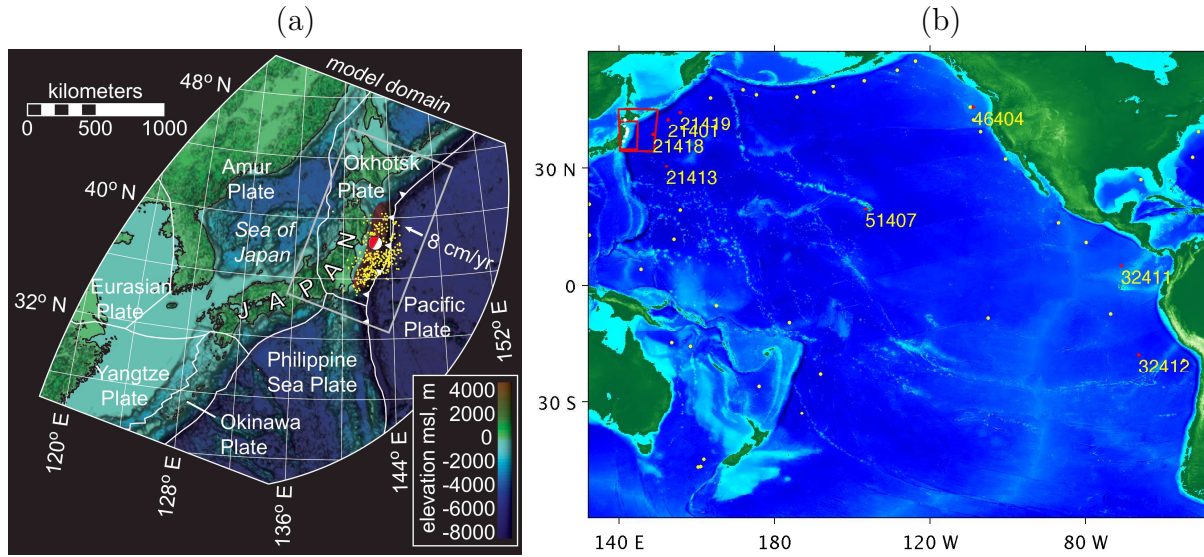 (a)
(b)
kilometers
0 500 1000
48° N
40° N
32° N
model domain
Amur
Plate
Okhotsk
Plate
Sea of
Japan
8 cm/yr
J A P A N
Eurasian
Plate
Pacific
Plate
152° E
Yangtze
Plate
Philippine
Sea Plate
Okinawa
Plate
120° E
128° E
136° E
144° E
elevation msl, m
4000
2000
0
-2000
-4000
-6000
-8000
30 N
0
30 S
140 E
180
120 W
80 W
21419
21401
21418
21413
46404
51407
32411
32412